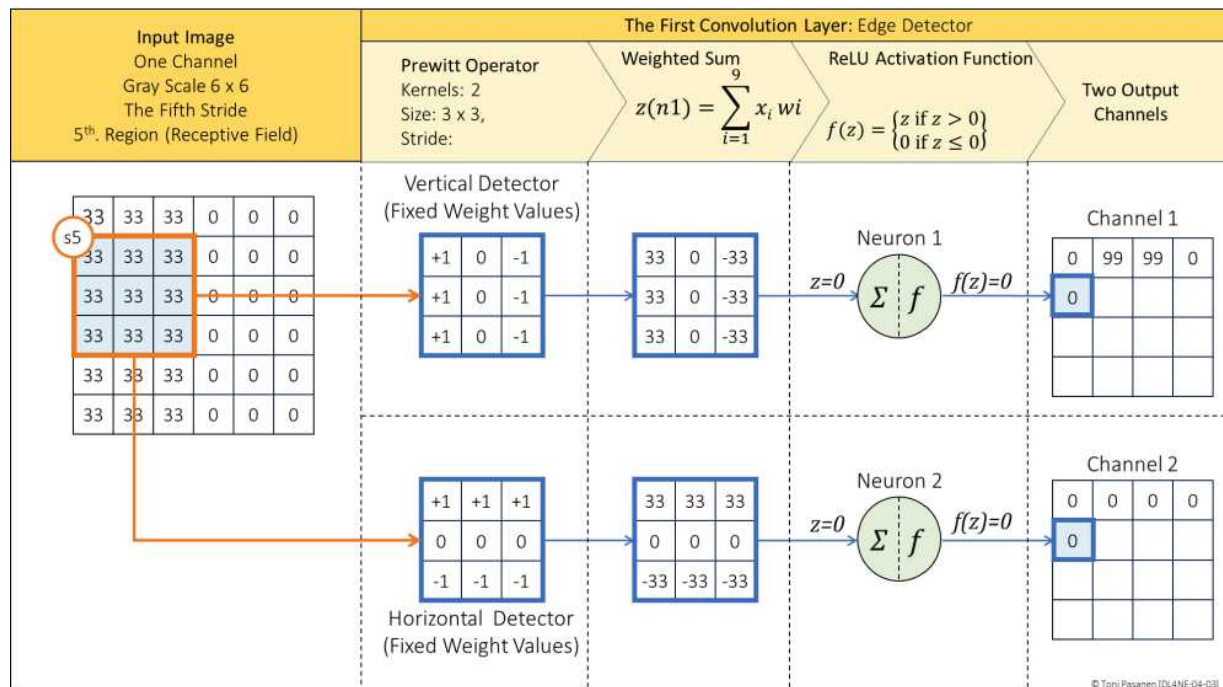 Input Image
One Channel
Gray Scale 6 x 6
The Fifth Stride
5th. Region (Receptive Field)
The First Convolution Layer: Edge Detector
Prewitt Operator
Kernels: 2
Size: 3 x 3,
Stride:
Weighted Sum
z(n1) = ∑ x_i wi
9
i=1
ReLU Activation Function
f(z) = {z if z > 0}
{0 if z ≤ 0}
Two Output
Channels
33 33 33 0 0 0
s5
33 33 33 0 0 0
33 33 33 0 0 0
33 33 33 0 0 0
33 33 33 0 0 0
33 33 33 0 0 0
Vertical Detector
(Fixed Weight Values)
+1 0 -1
+1 0 -1
+1 0 -1
33 0 -33
33 0 -33
33 0 -33
z=0
Neuron 1
Σ f
f(z)=0
Channel 1
0 99 99 0
0
+1 +1 +1
0 0 0
-1 -1 -1
Horizontal Detector
(Fixed Weight Values)
33 33 33
0 0 0
-33 -33 -33
z=0
Neuron 2
Σ f
f(z)=0
Channel 2
0 0 0 0
0
© Toni Pasanen [DL4NE-04-03]